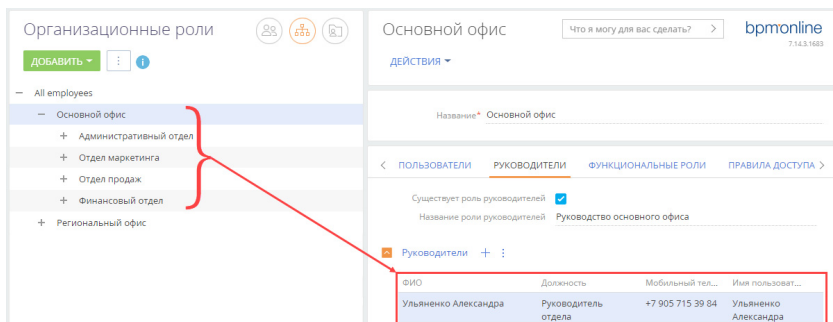 Организационные роли
ДОБАВИТЬ
All employees
Основной офис
Административный отдел
Отдел маркетинга
Отдел продаж
Финансовый отдел
Региональный офис
Основной офис
Что я могу для вас сделать? >
bpmonline
7.14.3.1683
ДЕЙСТВИЯ
Название* Основной офис
< ПОЛЬЗОВАТЕЛИ РУКОВОДИТЕЛИ ФУНКЦИОНАЛЬНЫЕ РОЛИ ПРАВИЛА ДОСТУПА >
Существует роль руководителей
Название роли руководителей Руководство основного офиса
Руководители
ФИО Должность Мобильный тел... Имя пользоват...
Ульяненко Александра Руководитель +7 905 715 39 84 Ульяненко
отдела Александра